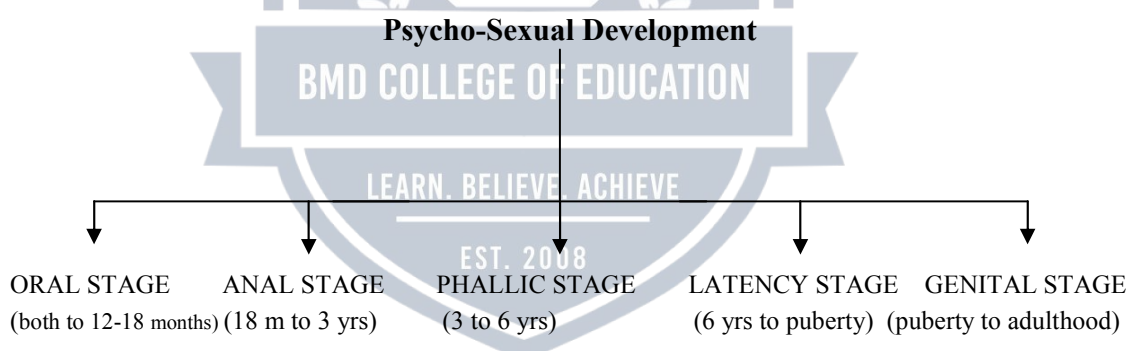 Psycho-Sexual Development
BMD COLLEGE OF EDUCATION
LEARN. BELIEVE. ACHIEVE
EST. 2008
ORAL STAGE ANAL STAGE PHALLIC STAGE LATENCY STAGE GENITAL STAGE
(both to 12-18 months) (18 m to 3 yrs) (3 to 6 yrs) (6 yrs to puberty) (puberty to adulthood)